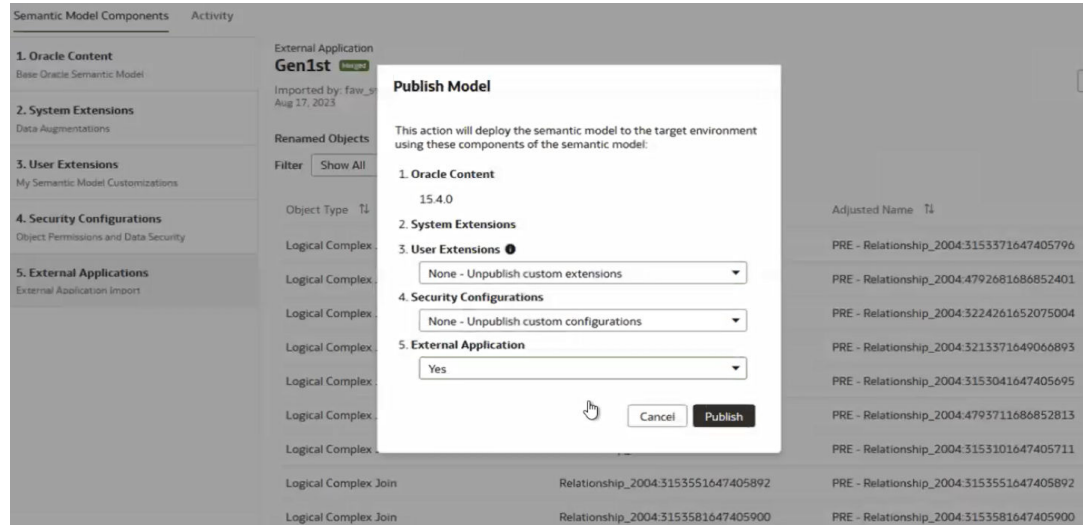 Semantic Model Components Activity
1. Oracle Content
Base Oracle Semantic Model
2. System Extensions
Data Augmentations
3. User Extensions
My Semantic Model Customizations
4. Security Configurations
Object Permissions and Data Security
5. External Applications
External Application Import
External Application
Gen1st
Imported by:
Aug 17, 2023
Renamed Objects
Filter Show All
Object Type Adjusted Name
Logical Complex PRE - Relationship_2004:3153371647405796
Logical Complex PRE - Relationship_2004:4792681686852401
Logical Complex PRE - Relationship_2004:3224261652075004
Logical Complex PRE - Relationship_2004:3213371649066893
Logical Complex PRE - Relationship_2004:3153041647405695
Logical Complex PRE - Relationship_2004:4793711686852813
Logical Complex PRE - Relationship_2004:3153101647405711
Logical Complex Join Relationship_2004:3153551647405892 PRE - Relationship_2004:3153551647405892
Logical Complex Join Relationship_2004:3153581647405900 PRE - Relationship_2004:3153581647405900
Publish Model
This action will deploy the semantic model to the target environment
using these components of the semantic model:
1. Oracle Content
15.4.0
2. System Extensions
3. User Extensions
None - Unpublish custom extensions
4. Security Configurations
None - Unpublish custom configurations
5. External Application
Yes
Cancel Publish